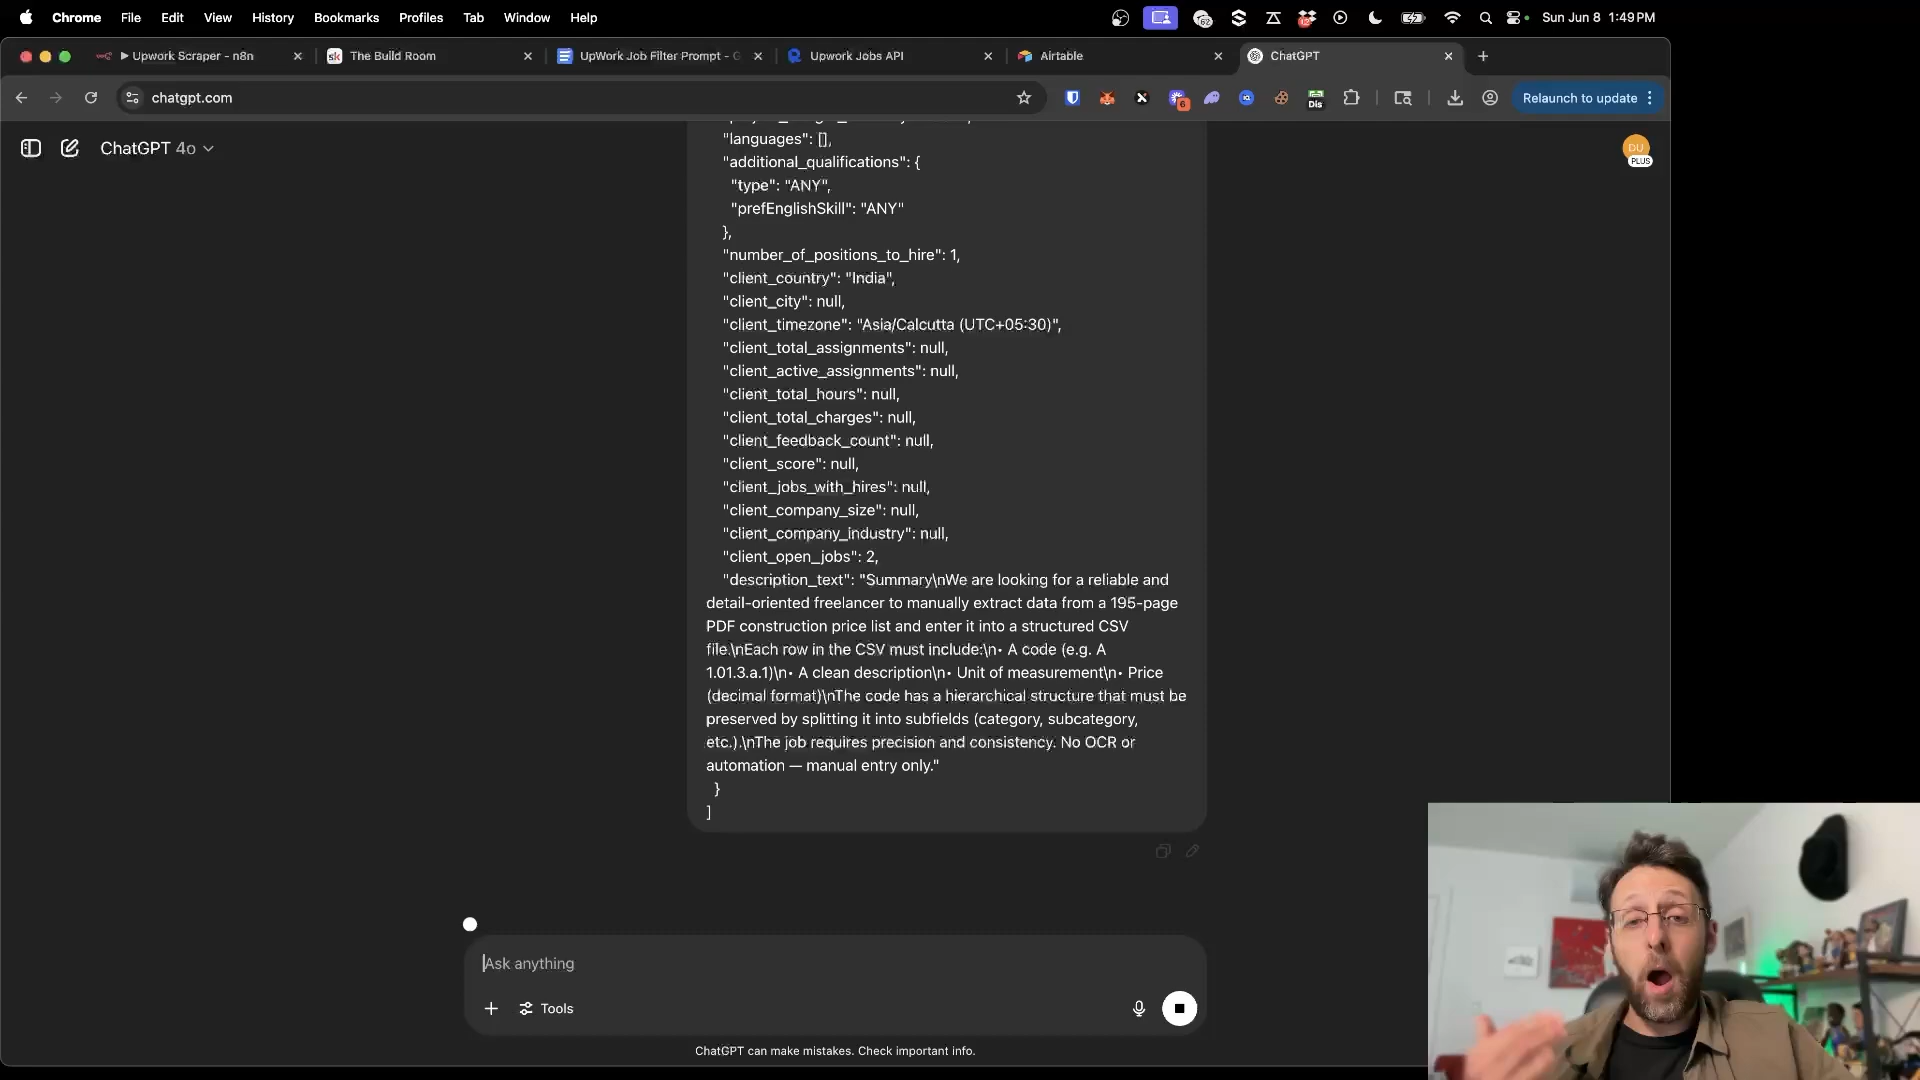 Chrome File Edit View History Bookmarks Profiles Tab Window Help
62
Sun Jun 8 1:49 PM
Upwork Scraper - n8n
sk The Build Room
UpWork Job Filter Prompt - G
Upwork Jobs API
Airtable
ChatGPT
chatgpt.com
6
Dis
Relaunch to update
ChatGPT 4o
DU
PLUS
"languages": [],
"additional_qualifications": {
"type": "ANY",
"prefEnglishSkill": "ANY"
},
"number_of_positions_to_hire": 1,
"client_country": "India",
"client_city": null,
"client_timezone": "Asia/Calcutta (UTC+05:30)",
"client_total_assignments": null,
"client_active_assignments": null,
"client_total_hours": null,
"client_total_charges": null,
"client_feedback_count": null,
"client_score": null,
"client_jobs_with_hires": null,
"client_company_size": null,
"client_company_industry": null,
"client_open_jobs": 2,
"description_text": "Summary\nWe are looking for a reliable and
detail-oriented freelancer to manually extract data from a 195-page
PDF construction price list and enter it into a structured CSV
file.\nEach row in the CSV must include:\n• A code (e.g. A
1.01.3.a.1)\n• A clean description\n• Unit of measurement\n• Price
(decimal format)\nThe code has a hierarchical structure that must be
preserved by splitting it into subfields (category, subcategory,
etc.).\nThe job requires precision and consistency. No OCR or
automation — manual entry only."
}
]
Ask anything
Tools
ChatGPT can make mistakes. Check important info.